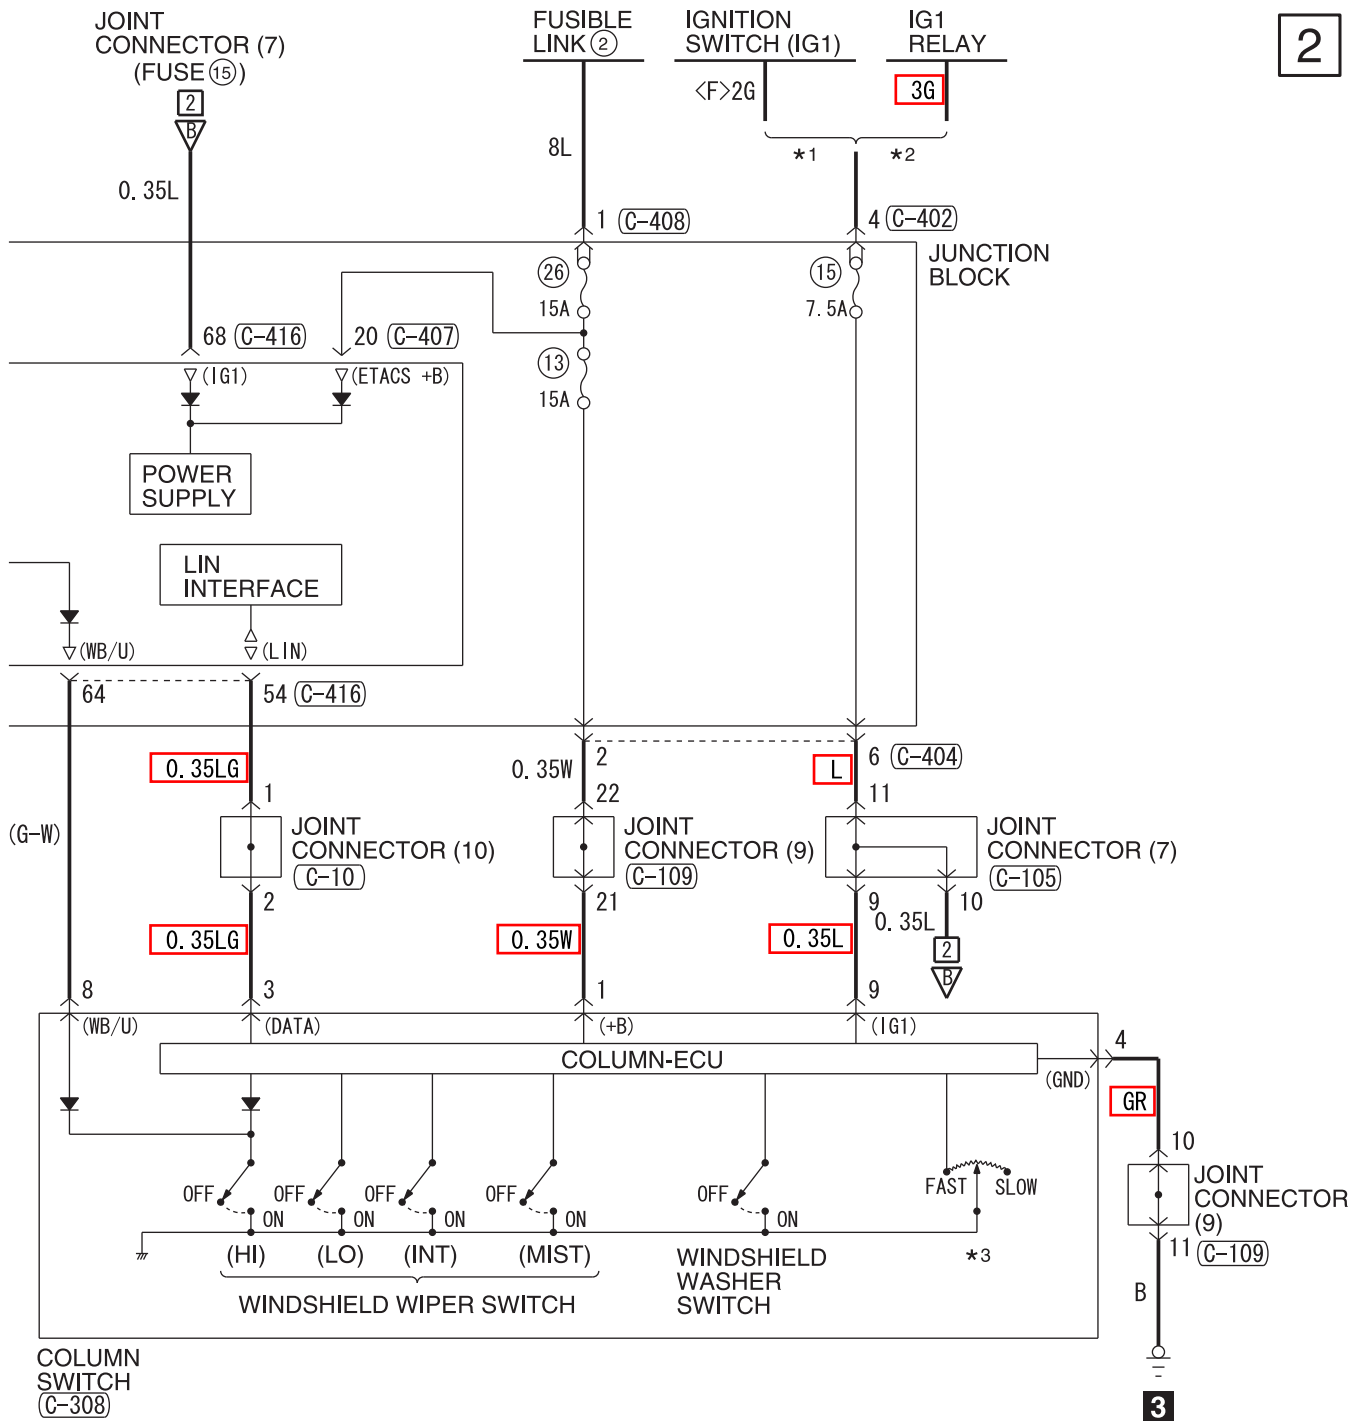 JOINT
CONNECTOR (7)
(FUSE 15)
2
B
0.35L
FUSIBLE
LINK 2
8L
IGNITION
SWITCH (IG1)
<F>2G
IG1
RELAY
3G
*1
*2
2
1 (C-408)
4 (C-402)
JUNCTION
BLOCK
26
15A
15
7.5A
13
15A
68 (C-416)
20 (C-407)
(IG1)
(ETACS +B)
POWER
SUPPLY
LIN
INTERFACE
(WB/U)
(LIN)
64
54 (C-416)
0.35LG
1
0.35W
2
22
L
6 (C-404)
11
(G-W)
JOINT
CONNECTOR (10)
(C-10)
JOINT
CONNECTOR (9)
(C-109)
JOINT
CONNECTOR (7)
(C-105)
2
21
9
10
0.35L
0.35LG
0.35W
0.35L
2
B
8
3
1
9
(WB/U)
(DATA)
(+B)
(IG1)
COLUMN-ECU
4
(GND)
GR
10
JOINT
CONNECTOR
(9)
11 (C-109)
B
3
OFF
ON
OFF
ON
OFF
ON
OFF
ON
OFF
ON
FAST
SLOW
(HI)
(LO)
(INT)
(MIST)
WINDSHIELD
WASHER
SWITCH
*3
WINDSHIELD WIPER SWITCH
COLUMN
SWITCH
(C-308)